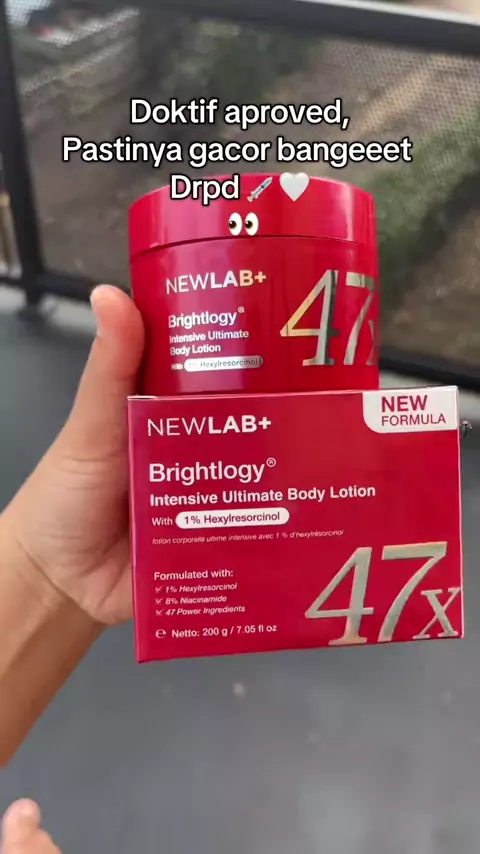 Doktif aproved,
Pastinya gacor bangeeet
Drpd 💉🤍
👀
NEWLAB+
Brightlogy®
Intensive Ultimate
Body Lotion
1% Hexylresorcinol
47x
NEWLAB+
NEW
FORMULA
Brightlogy®
Intensive Ultimate Body Lotion
With 1% Hexylresorcinol
lotion corporelle ultime intensive avec 1 % d'hexylrésorcinol
Formulated with:
1% Hexylresorcinol
8% Niacinamide
47 Power Ingredients
47x
℮ Netto: 200 g / 7.05 fl oz